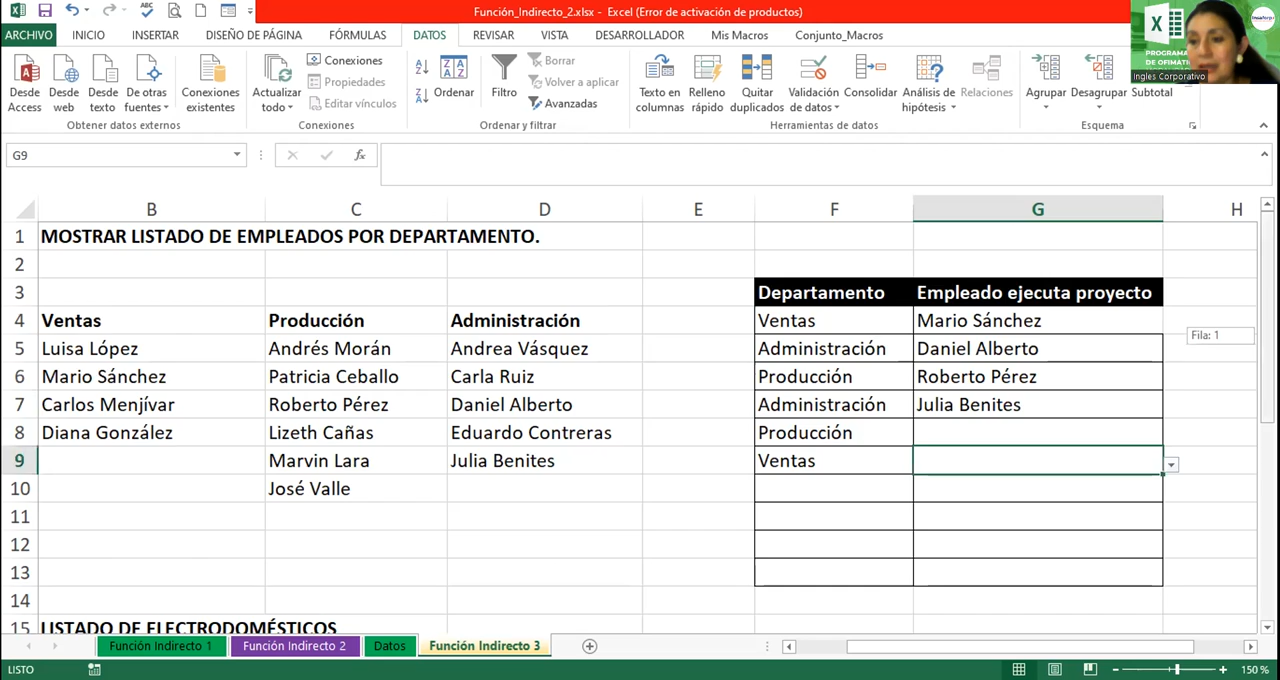 Función_Indirecto_2.xlsx - Excel (Error de activación de productos)
ARCHIVO INICIO INSERTAR DISEÑO DE PÁGINA FÓRMULAS DATOS REVISAR VISTA DESARROLLADOR Mis Macros Conjunto_Macros
PROGRAMA
DE OFIMÁTI
Ingles Corporativo
Desde Access
Desde web
Desde texto
De otras fuentes
Conexiones existentes
Obtener datos externos
Actualizar todo
Conexiones
Propiedades
Editar vínculos
Conexiones
Ordenar
Filtro
Borrar
Volver a aplicar
Avanzadas
Ordenar y filtrar
Texto en columnas
Relleno rápido
Quitar duplicados
Validación de datos
Consolidar
Análisis de hipótesis
Relaciones
Herramientas de datos
Agrupar
Desagrupar
Subtotal
Esquema
G9
fx
B C D E F G H
1 MOSTRAR LISTADO DE EMPLEADOS POR DEPARTAMENTO.
2
3 Departamento Empleado ejecuta proyecto
4 Ventas Producción Administración Ventas Mario Sánchez
Fila: 1
5 Luisa López Andrés Morán Andrea Vásquez Administración Daniel Alberto
6 Mario Sánchez Patricia Ceballo Carla Ruiz Producción Roberto Pérez
7 Carlos Menjívar Roberto Pérez Daniel Alberto Administración Julia Benites
8 Diana González Lizeth Cañas Eduardo Contreras Producción
9 Marvin Lara Julia Benites Ventas
10 José Valle
11
12
13
14
15 LISTADO DE ELECTRODOMÉSTICOS
Función Indirecto 1 Función Indirecto 2 Datos Función Indirecto 3
LISTO
150 %